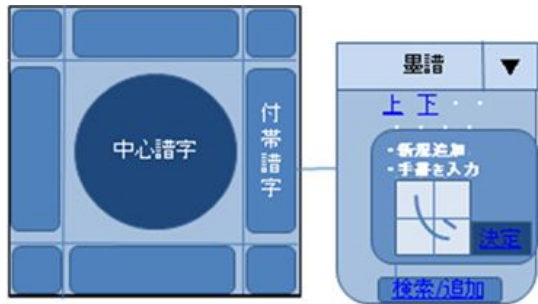 中心譜字
付帯譜字
墨譜 ▼
上 下 ・ ・
・ ・ ・ ・
・新規追加
・手書き入力
決定
検索/追加